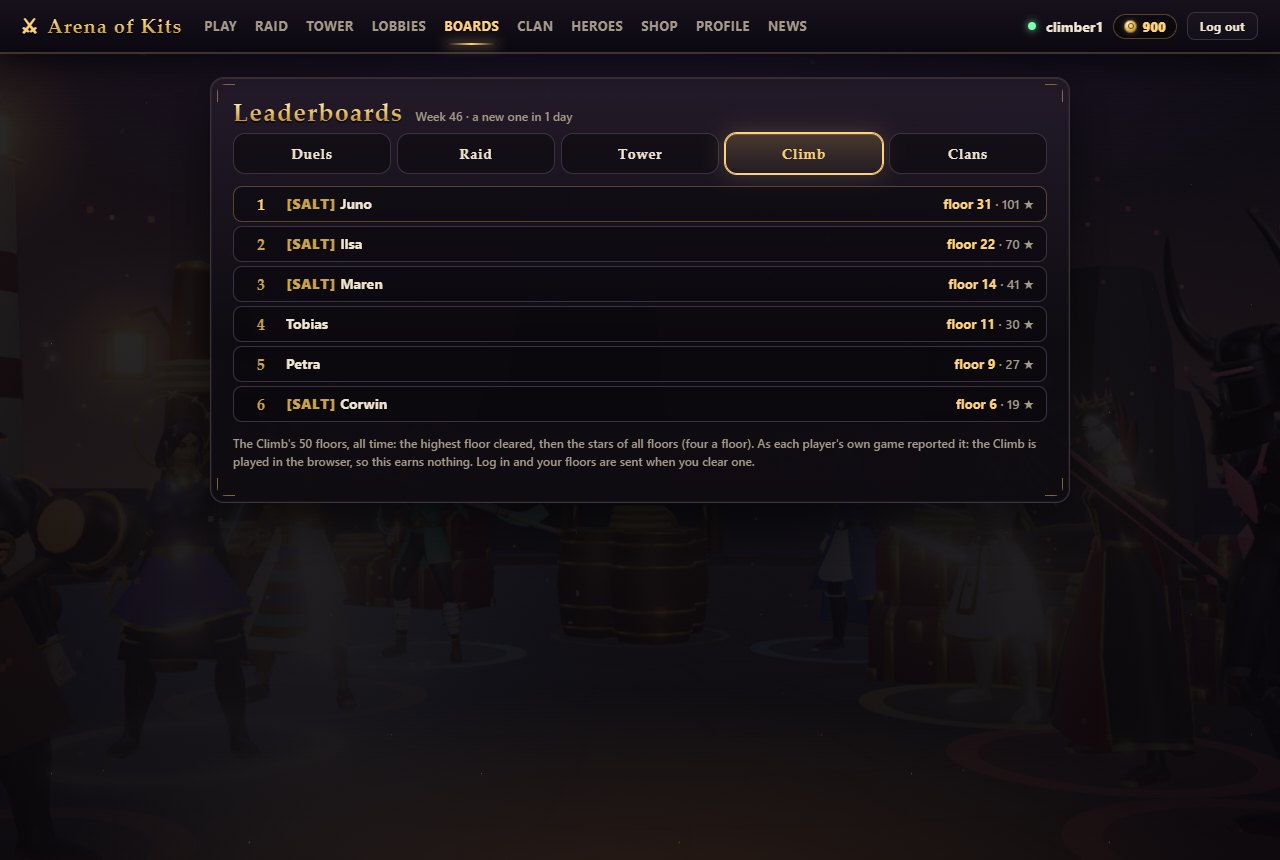 Arena of Kits PLAY RAID TOWER LOBBIES BOARDS CLAN HEROES SHOP PROFILE NEWS climber1 900 Log out
Leaderboards Week 46 · a new one in 1 day
Duels Raid Tower Climb Clans
1 [SALT] Juno floor 31 · 101 ★
2 [SALT] Ilsa floor 22 · 70 ★
3 [SALT] Maren floor 14 · 41 ★
4 Tobias floor 11 · 30 ★
5 Petra floor 9 · 27 ★
6 [SALT] Corwin floor 6 · 19 ★
The Climb's 50 floors, all time: the highest floor cleared, then the stars of all floors (four a floor). As each player's own game reported it: the Climb is
played in the browser, so this earns nothing. Log in and your floors are sent when you clear one.